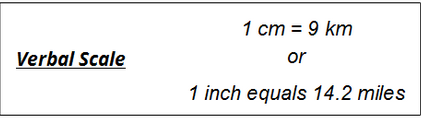 1 cm = 9 km
Verbal Scale
or
1 inch equals 14.2 miles